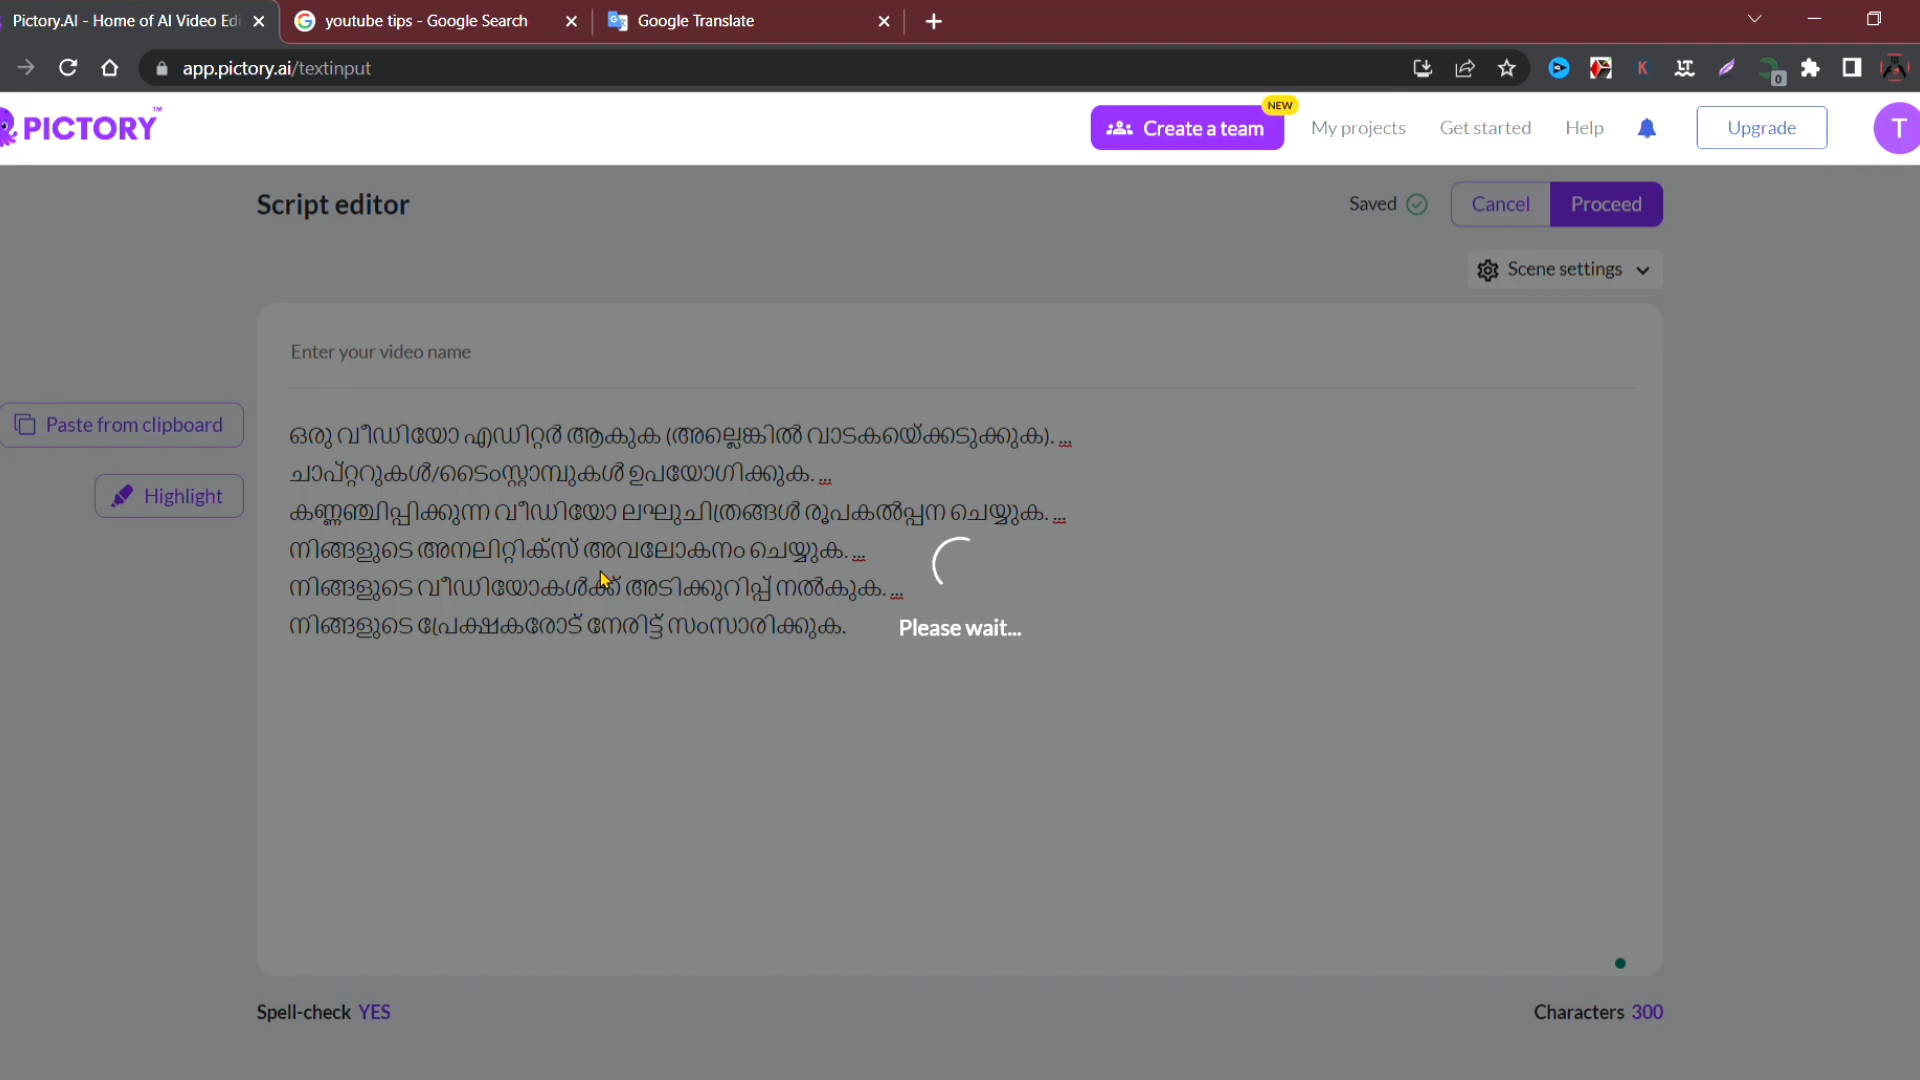 Pictory.AI - Home of AI Video Edi
youtube tips - Google Search
Google Translate
app.pictory.ai/textinput
K
0
PICTORY™
NEW
Create a team
My projects
Get started
Help
Upgrade
T
Script editor
Saved
Cancel
Proceed
Scene settings
Enter your video name
Paste from clipboard
Highlight
ഒരു വീഡിയോ എഡിറ്റർ ആകുക (അല്ലെങ്കിൽ വാടകയ്ക്കെടുക്കുക). ...
ചാപ്റ്ററുകൾ/ടൈംസ്റ്റാമ്പുകൾ ഉപയോഗിക്കുക. ...
കണ്ണഞ്ചിപ്പിക്കുന്ന വീഡിയോ ലഘുചിത്രങ്ങൾ രൂപകൽപ്പന ചെയ്യുക. ...
നിങ്ങളുടെ അനലിറ്റിക്സ് അവലോകനം ചെയ്യുക. ...
നിങ്ങളുടെ വീഡിയോകൾക്ക് അടിക്കുറിപ്പ് നൽകുക. ...
നിങ്ങളുടെ പ്രേക്ഷകരോട് നേരിട്ട് സംസാരിക്കുക.
Please wait...
Spell-check YES
Characters 300